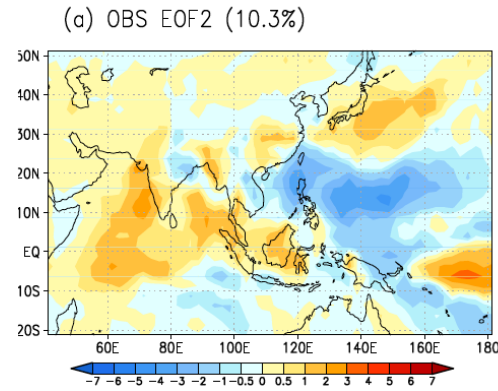 (a) OBS EOF2 (10.3%)
50N
40N
30N
20N
10N
EQ
10S
20S
60E 80E 100E 120E 140E 160E 180
-7 -6 -5 -4 -3 -2 -1 -0.5 0 0.5 1 2 3 4 5 6 7